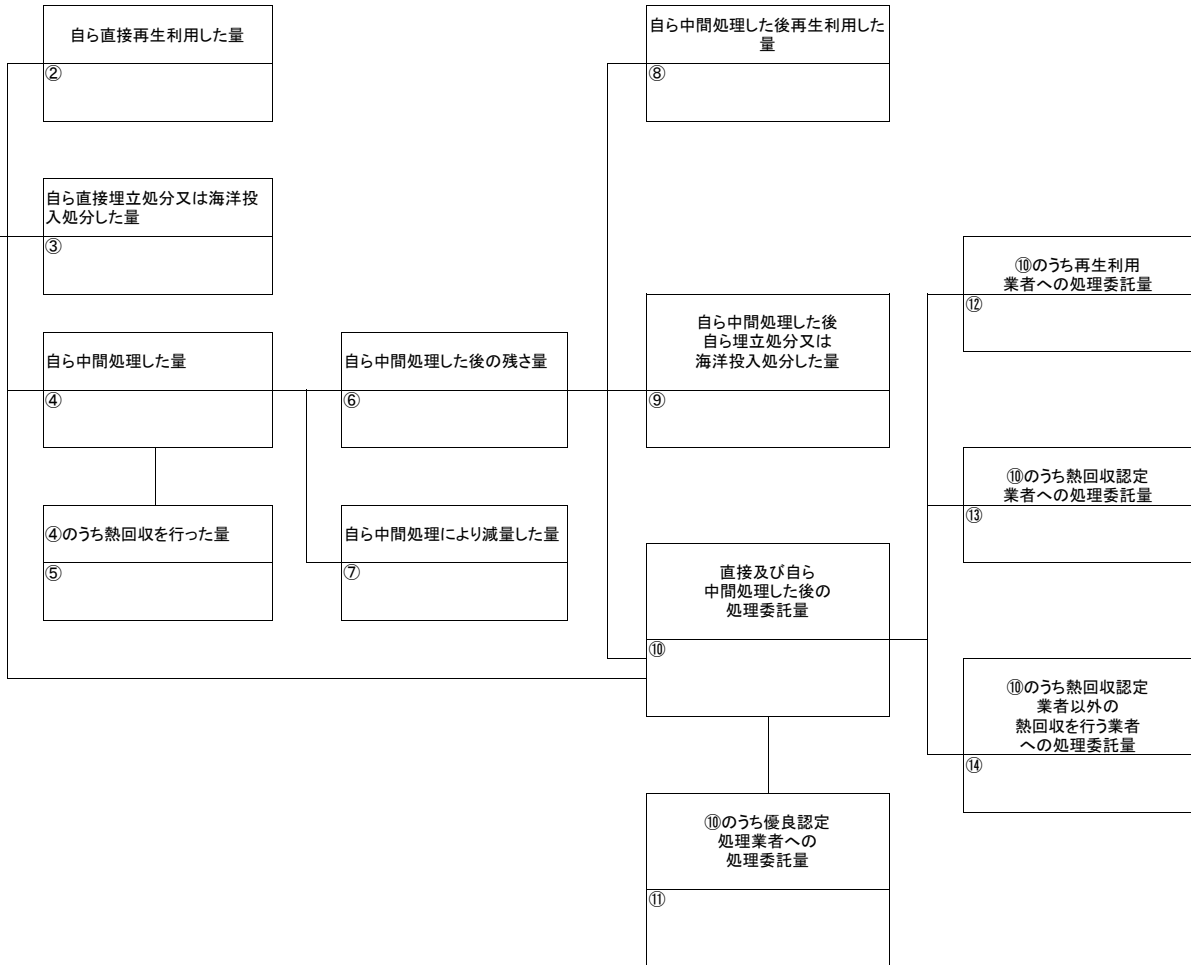 自ら直接再生利用した量
②
自ら直接埋立処分又は海洋投
入処分した量
③
自ら中間処理した量
④
④のうち熱回収を行った量
⑤
自ら中間処理した後の残さ量
⑥
自ら中間処理により減量した量
⑦
自ら中間処理した後再生利用した
量
⑧
自ら中間処理した後
自ら埋立処分又は
海洋投入処分した量
⑨
直接及び自ら
中間処理した後の
処理委託量
⑩
⑩のうち優良認定
処理業者への
処理委託量
⑪
⑩のうち再生利用
業者への処理委託量
⑫
⑩のうち熱回収認定
業者への処理委託量
⑬
⑩のうち熱回収認定
業者以外の
熱回収を行う業者
への処理委託量
⑭